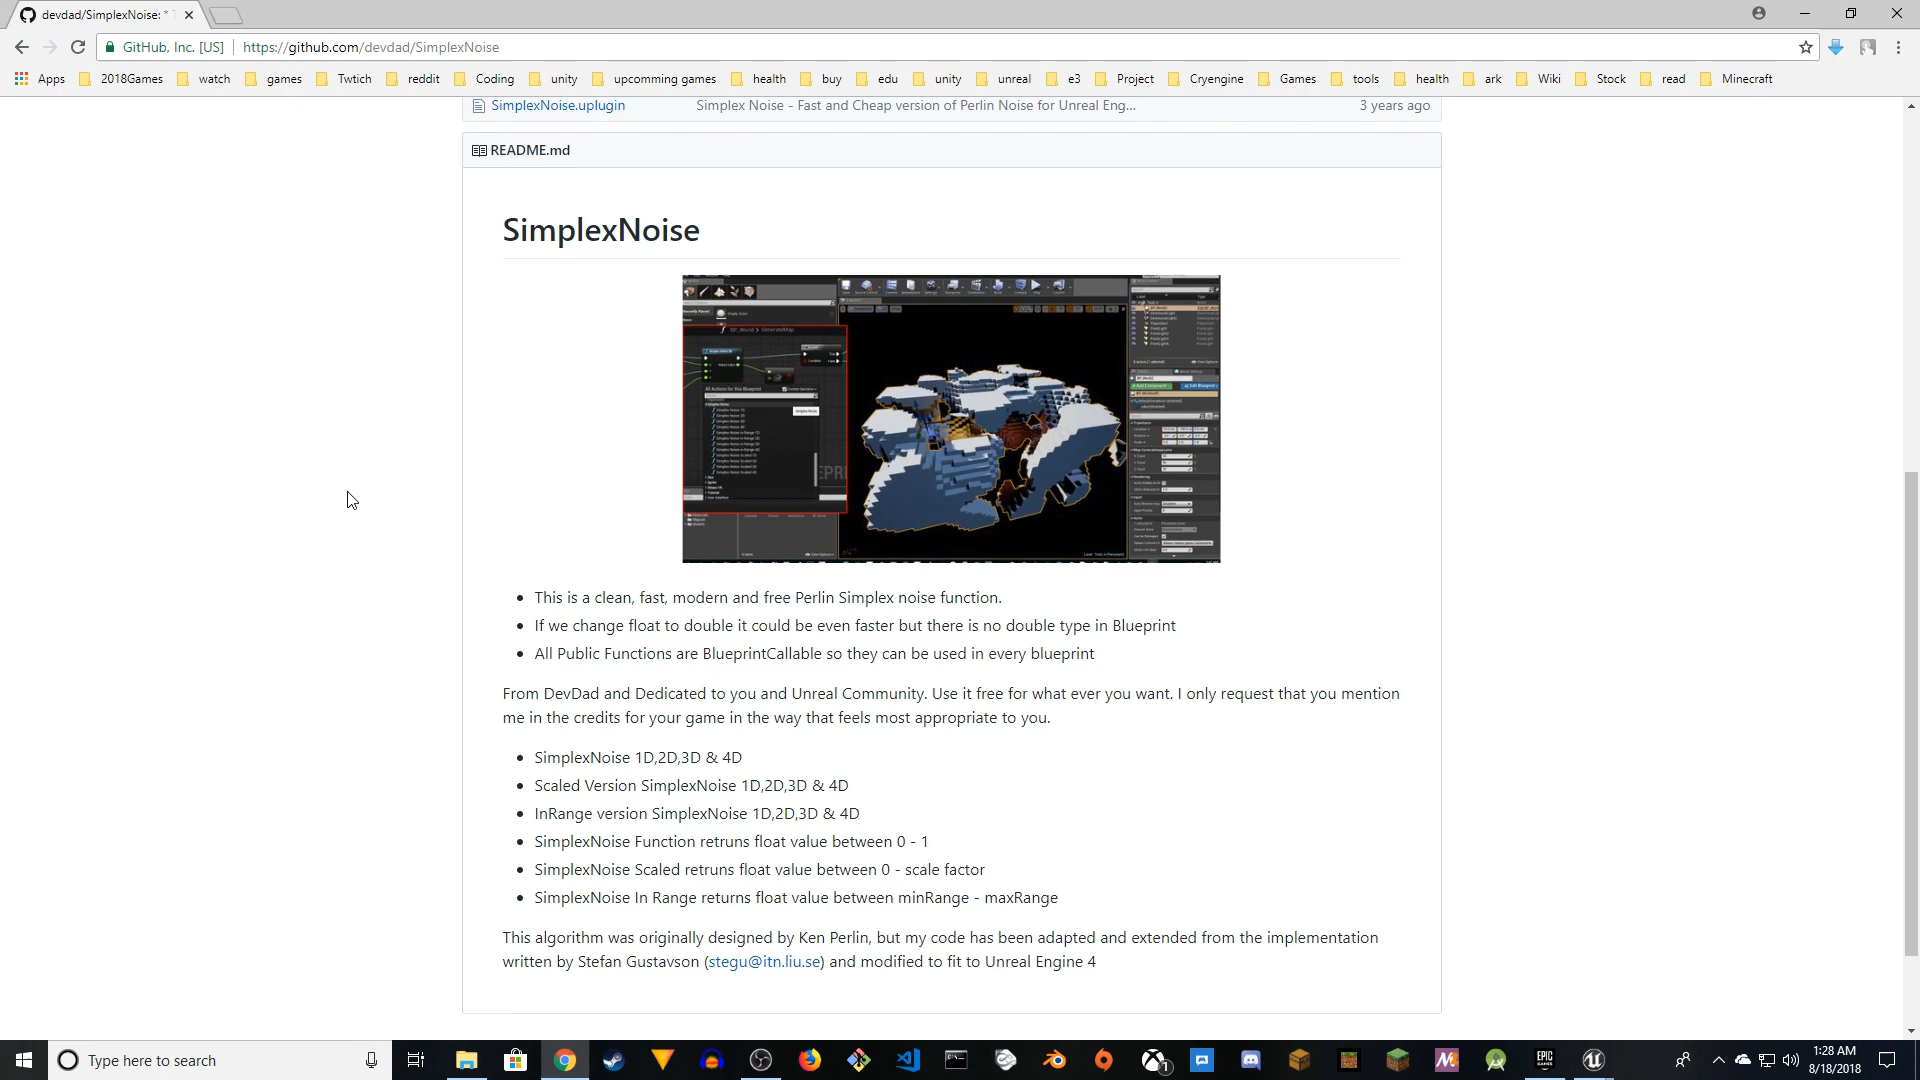 devdad/SimplexNoise: "
GitHub, Inc. [US] https://github.com/devdad/SimplexNoise
Apps 2018Games watch games Twtich reddit Coding unity upcomming games health buy edu unity unreal e3 Project Cryengine Games tools health ark Wiki Stock read Minecraft
SimplexNoise.uplugin Simplex Noise - Fast and Cheap version of Perlin Noise for Unreal Eng... 3 years ago
README.md
SimplexNoise
This is a clean, fast, modern and free Perlin Simplex noise function.
If we change float to double it could be even faster but there is no double type in Blueprint
All Public Functions are BlueprintCallable so they can be used in every blueprint
From DevDad and Dedicated to you and Unreal Community. Use it free for what ever you want. I only request that you mention
me in the credits for your game in the way that feels most appropriate to you.
SimplexNoise 1D,2D,3D & 4D
Scaled Version SimplexNoise 1D,2D,3D & 4D
InRange version SimplexNoise 1D,2D,3D & 4D
SimplexNoise Function retruns float value between 0 - 1
SimplexNoise Scaled retruns float value between 0 - scale factor
SimplexNoise In Range returns float value between minRange - maxRange
This algorithm was originally designed by Ken Perlin, but my code has been adapted and extended from the implementation
written by Stefan Gustavson (stegu@itn.liu.se) and modified to fit to Unreal Engine 4
Type here to search
1:28 AM
8/18/2018